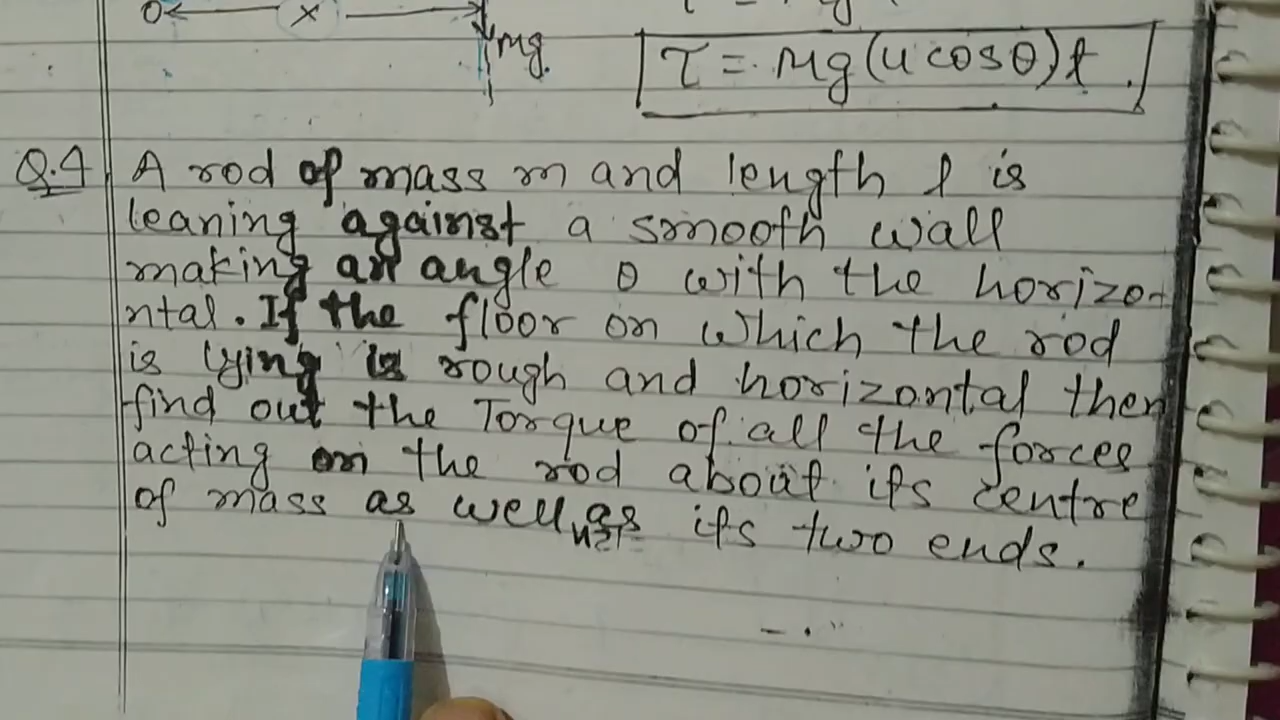 O x
Mg
τ = Mg(u cosθ)t.
Q.4 A rod of mass m and length l is
leaning against a smooth wall
making an angle θ with the horizo-
ntal. If the floor on which the rod
is lying is rough and horizontal then
find out the Torque of all the forces
acting on the rod about its centre
of mass as well as its two ends.